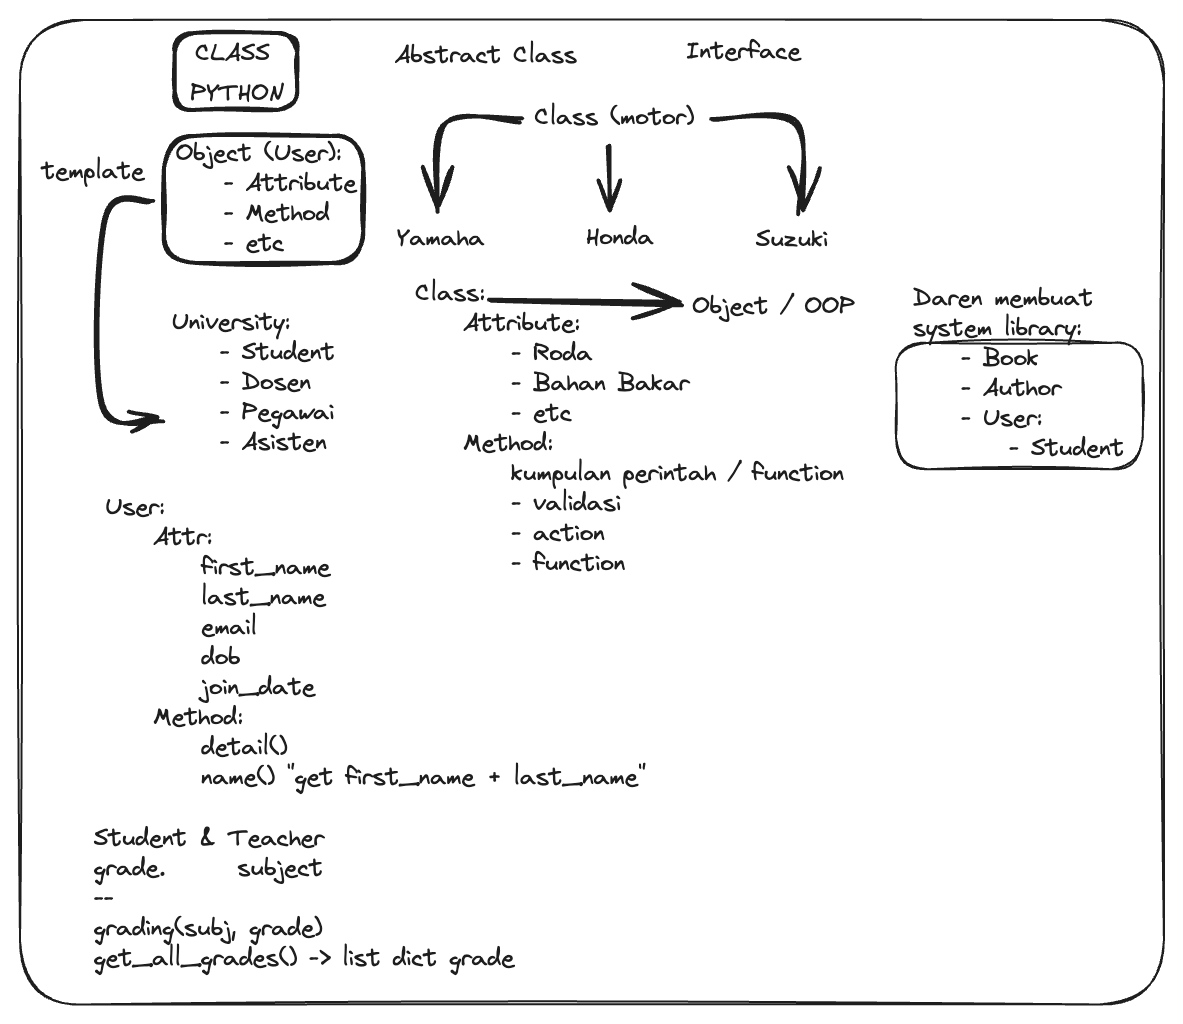 CLASS
PYTHON
Abstract Class
Interface
Class (motor)
template
Object (User):
- Attribute
- Method
- etc
Yamaha
Honda
Suzuki
University:
- Student
- Dosen
- Pegawai
- Asisten
Class:
Object / OOP
Attribute:
- Roda
- Bahan Bakar
- etc
Method:
kumpulan perintah / function
- validasi
- action
- function
Daren membuat
system library:
- Book
- Author
- User:
- Student
User:
Attr:
first_name
last_name
email
dob
join_date
Method:
detail()
name() "get first_name + last_name"
Student & Teacher
grade. subject
--
grading(subj, grade)
get_all_grades() -> list dict grade